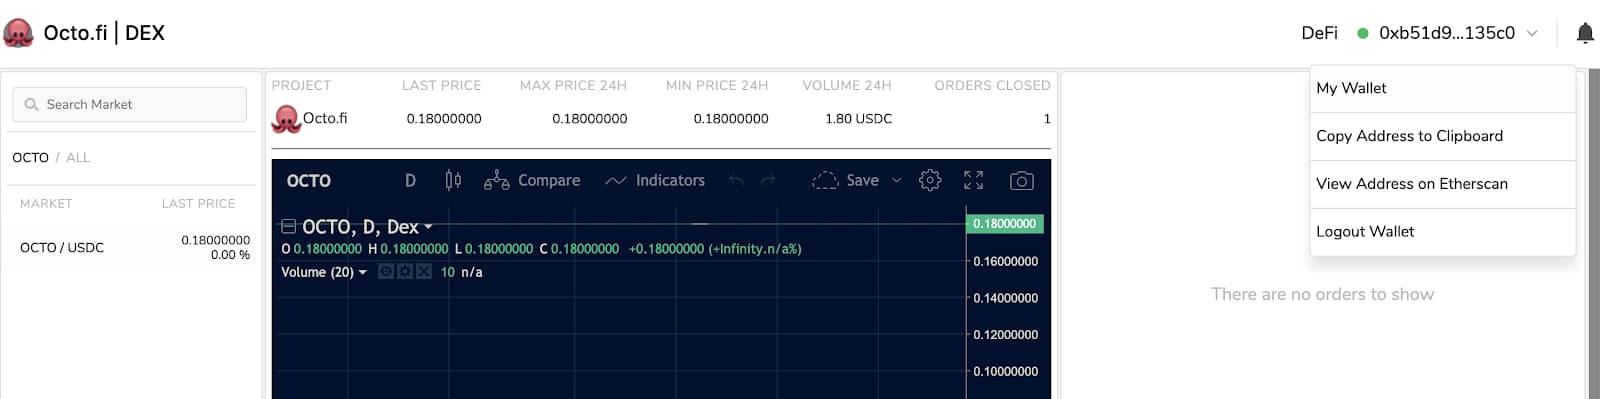 Octo.fi | DEX
DeFi 0xb51d9...135c0
Search Market
OCTO / ALL
MARKET LAST PRICE
OCTO / USDC 0.18000000
0.00 %
PROJECT LAST PRICE MAX PRICE 24H MIN PRICE 24H VOLUME 24H ORDERS CLOSED
Octo.fi 0.18000000 0.18000000 0.18000000 1.80 USDC 1
OCTO D Compare Indicators Save
OCTO, D, Dex
O 0.18000000 H 0.18000000 L 0.18000000 C 0.18000000 +0.18000000 (+Infinity.n/a%)
Volume (20) 10 n/a
0.18000000
0.16000000
0.14000000
0.12000000
0.10000000
My Wallet
Copy Address to Clipboard
View Address on Etherscan
Logout Wallet
There are no orders to show